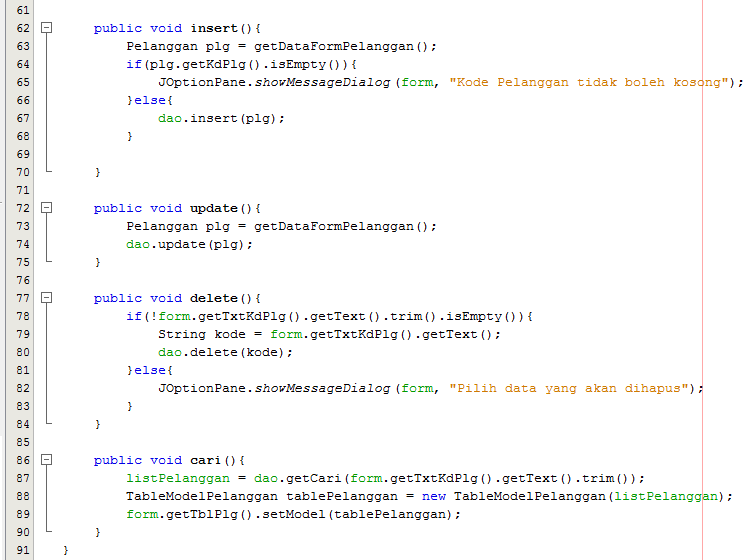 61
62 public void insert(){
63 Pelanggan plg = getDataFormPelanggan();
64 if(plg.getKdPlg().isEmpty()){
65 JOptionPane.showMessageDialog(form, "Kode Pelanggan tidak boleh kosong");
66 }else{
67 dao.insert(plg);
68 }
69
70 }
71
72 public void update(){
73 Pelanggan plg = getDataFormPelanggan();
74 dao.update(plg);
75 }
76
77 public void delete(){
78 if(!form.getTxtKdPlg().getText().trim().isEmpty()){
79 String kode = form.getTxtKdPlg().getText();
80 dao.delete(kode);
81 }else{
82 JOptionPane.showMessageDialog(form, "Pilih data yang akan dihapus");
83 }
84 }
85
86 public void cari(){
87 listPelanggan = dao.getCari(form.getTxtKdPlg().getText().trim());
88 TableModelPelanggan tablePelanggan = new TableModelPelanggan(listPelanggan);
89 form.getTblPlg().setModel(tablePelanggan);
90 }
91 }